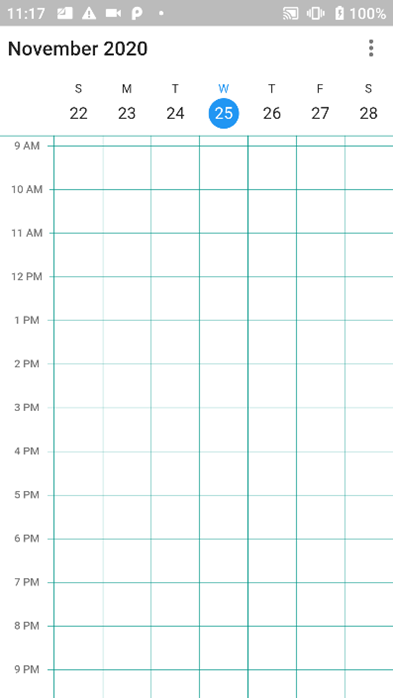 11:17 100%
November 2020
S M T W T F S
22 23 24 25 26 27 28
9 AM
10 AM
11 AM
12 PM
1 PM
2 PM
3 PM
4 PM
5 PM
6 PM
7 PM
8 PM
9 PM